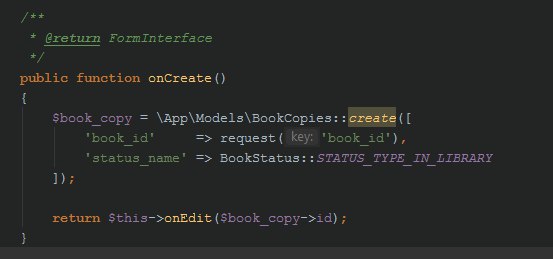 /**
 * @return FormInterface
 */
public function onCreate()
{
    $book_copy = \App\Models\BookCopies::create([
        'book_id'     => request( key: 'book_id'),
        'status_name' => BookStatus::STATUS_TYPE_IN_LIBRARY
    ]);

    return $this->onEdit($book_copy->id);
}